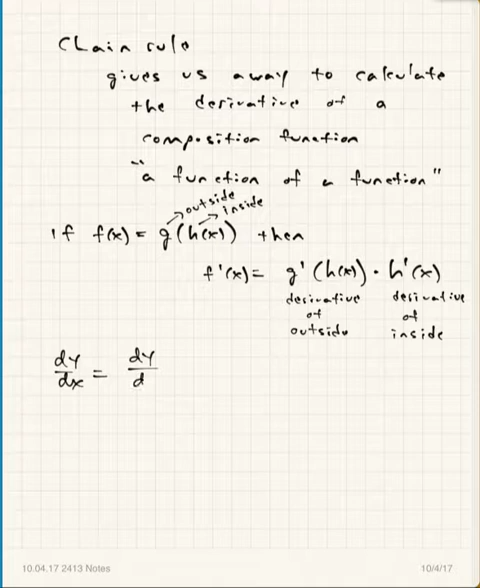 Chain rule
gives us away to calculate
the derivative of a
composition function
"a function of a function"
outside
inside
If f(x) = g(h(x)) then
f'(x) = g'(h(x)) · h'(x)
derivative of outside
derivative of inside
dy/dx = dy/d
10.04.17 2413 Notes
10/4/17